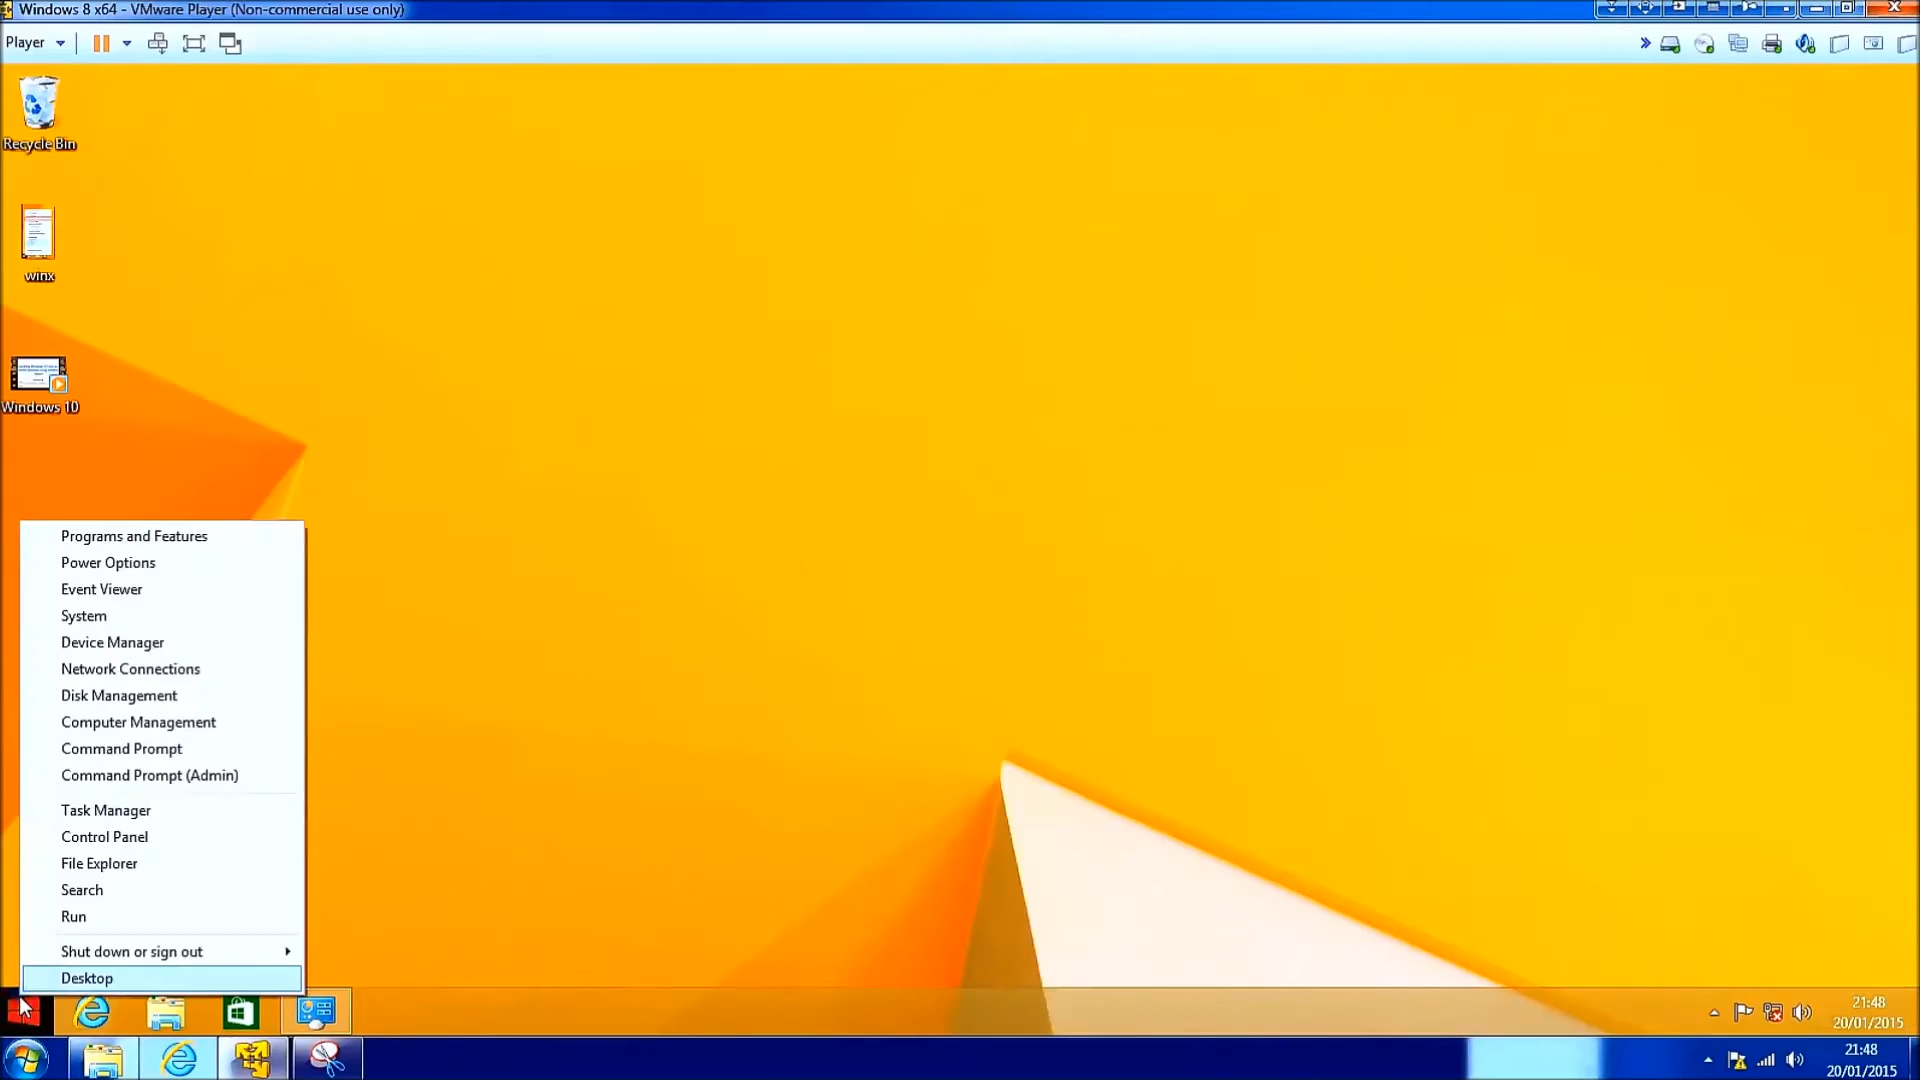 Windows 8 x64 - VMware Player (Non-commercial use only)
Player
Recycle Bin
winx
Windows 10
Programs and Features
Power Options
Event Viewer
System
Device Manager
Network Connections
Disk Management
Computer Management
Command Prompt
Command Prompt (Admin)
Task Manager
Control Panel
File Explorer
Search
Run
Shut down or sign out
Desktop
21:48
20/01/2015
21:48
20/01/2015